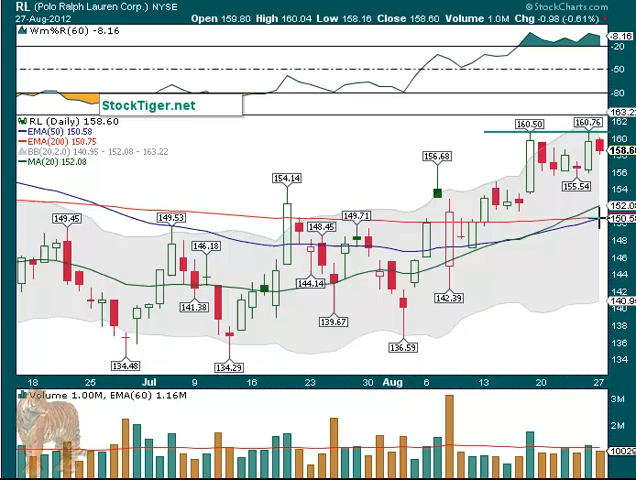 RL (Polo Ralph Lauren Corp.) NYSE
© StockCharts.com
27-Aug-2012
Open 159.80 High 160.04 Low 158.16 Close 158.60 Volume 1.0M Chg -0.98 (-0.61%)
Wm%R(60) -8.16
-8.16
-20
-50
-80
StockTiger.net
163.22
RL (Daily) 158.60
EMA(50) 150.58
EMA(200) 150.75
BB(20,2.0) 140.95 - 152.08 - 163.22
MA(20) 152.08
162
160
158.60
156
154
152.08
150.58
146
144
142
140.95
138
136
134
149.45
134.48
149.53
141.38
146.18
134.29
154.14
148.45
144.14
139.67
149.71
136.59
156.68
142.39
160.50
155.54
160.76
18 25 Jul 9 16 23 30 Aug 6 13 20 27
Volume 1.00M, EMA(60) 1.16M
3M
2M